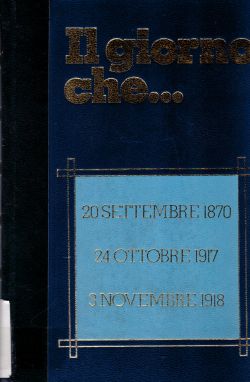 Il giorno
che...
20 SETTEMBRE 1870
24 OTTOBRE 1917
3 NOVEMBRE 1918